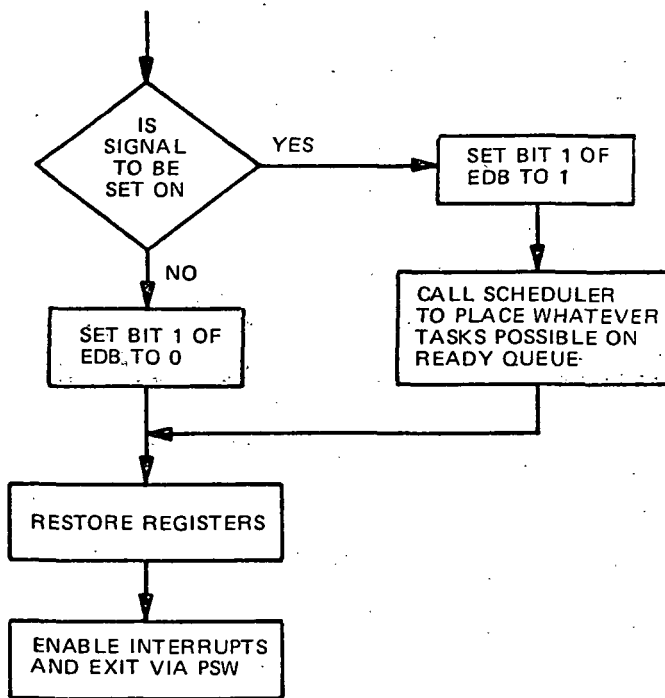 IS
SIGNAL
TO BE
SET ON
YES
SET BIT 1 OF
EDB TO 1
NO
CALL SCHEDULER
TO PLACE WHATEVER
TASKS POSSIBLE ON
READY QUEUE
SET BIT 1 OF
EDB TO 0
RESTORE REGISTERS
ENABLE INTERRUPTS
AND EXIT VIA PSW